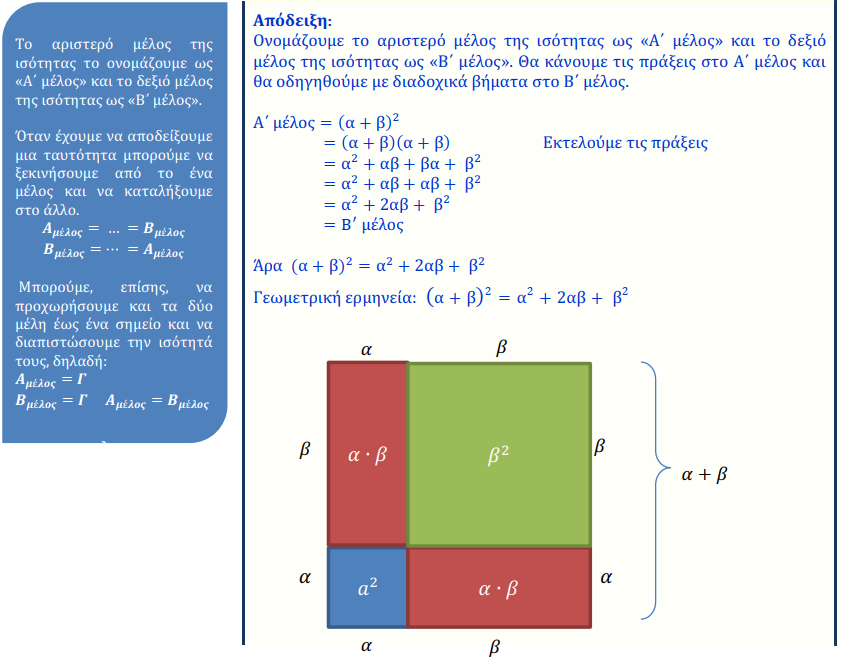 Το αριστερό μέλος της
ισότητας το ονομάζουμε ως
«Α΄ μέλος» και το δεξιό μέλος
της ισότητας ως «Β΄ μέλος».
Όταν έχουμε να αποδείξουμε
μια ταυτότητα μπορούμε να
ξεκινήσουμε από το ένα
μέλος και να καταλήξουμε
στο άλλο.
Α_μέλος = … = Β_μέλος
Β_μέλος = ⋯ = Α_μέλος
Μπορούμε, επίσης, να
προχωρήσουμε και τα δύο
μέλη έως ένα σημείο και να
διαπιστώσουμε την ισότητά
τους, δηλαδή:
Α_μέλος = Γ
Β_μέλος = Γ Α_μέλος = Β_μέλος
Απόδειξη:
Ονομάζουμε το αριστερό μέλος της ισότητας ως «Α΄ μέλος» και το δεξιό
μέλος της ισότητας ως «Β΄ μέλος». Θα κάνουμε τις πράξεις στο Α΄ μέλος και
θα οδηγηθούμε με διαδοχικά βήματα στο Β΄ μέλος.
Α΄ μέλος = (α + β)²
= (α + β)(α + β) Εκτελούμε τις πράξεις
= α² + αβ + βα + β²
= α² + αβ + αβ + β²
= α² + 2αβ + β²
= Β′ μέλος
Άρα (α + β)² = α² + 2αβ + β²
Γεωμετρική ερμηνεία: (α + β)² = α² + 2αβ + β²
α β
β α · β β² β
α + β
α a² α · β α
α β